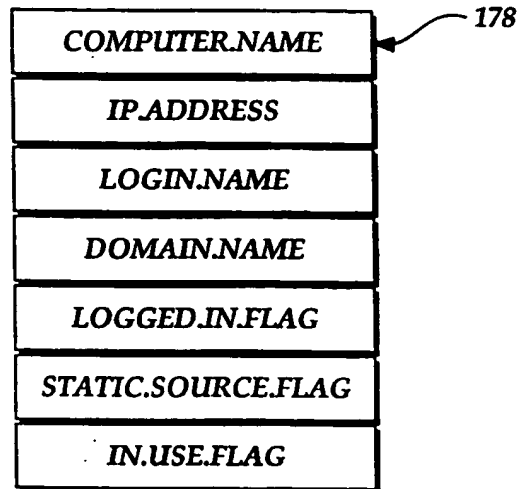 178
COMPUTER.NAME
IP.ADDRESS
LOGIN.NAME
DOMAIN.NAME
LOGGED.IN.FLAG
STATIC.SOURCE.FLAG
IN.USE.FLAG